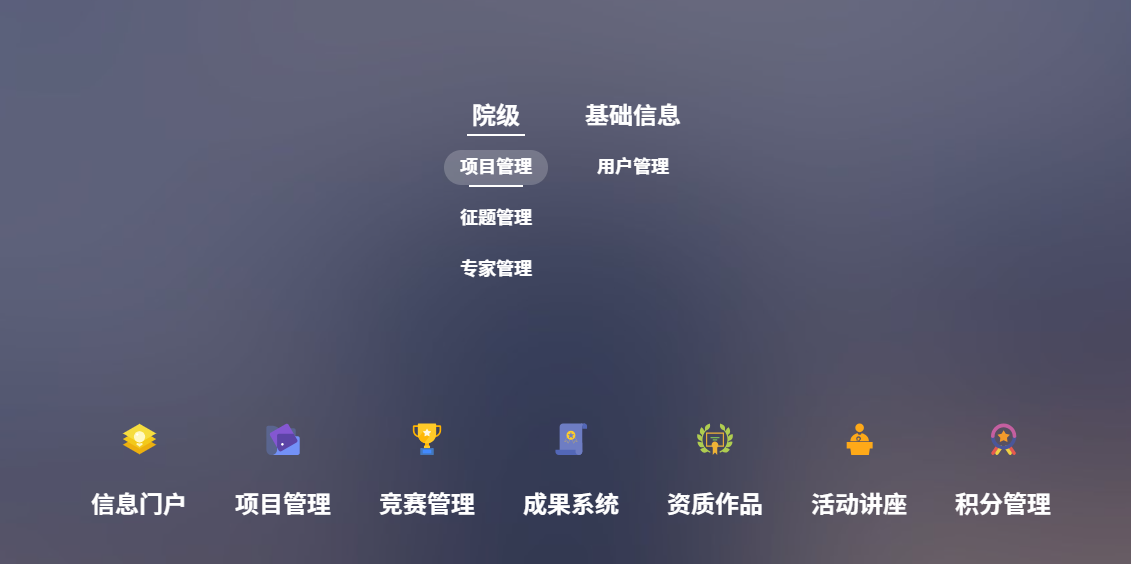 院级 基础信息
项目管理 用户管理
征题管理
专家管理
信息门户 项目管理 竞赛管理 成果系统 资质作品 活动讲座 积分管理